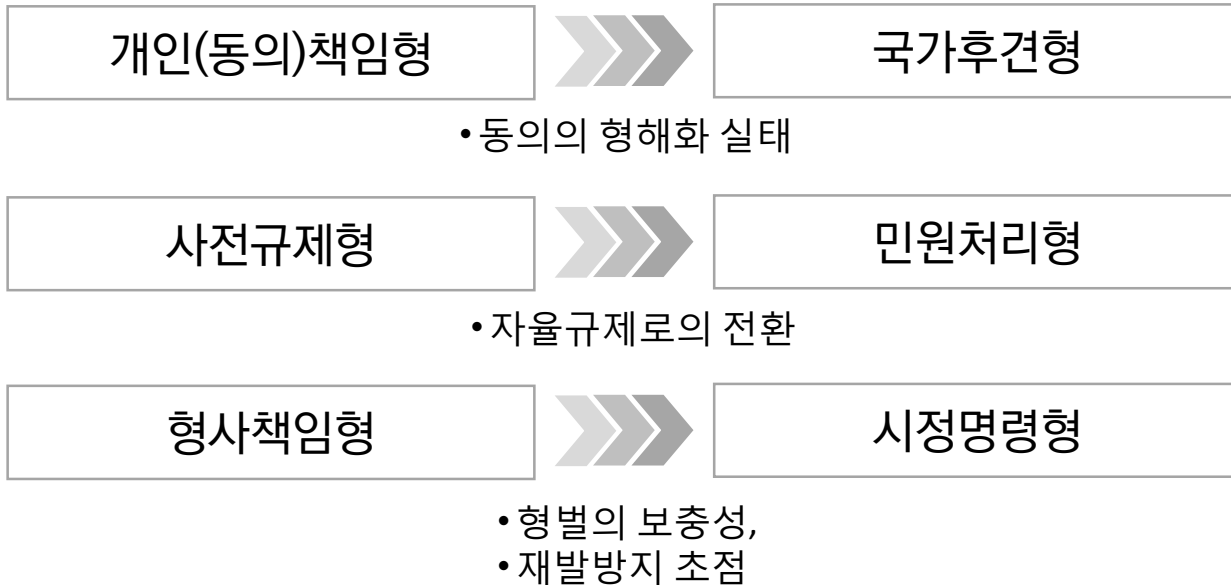 개인(동의)책임형
국가후견형
•동의의 형해화 실태
사전규제형
민원처리형
•자율규제로의 전환
형사책임형
시정명령형
•형벌의 보충성,
•재발방지 초점